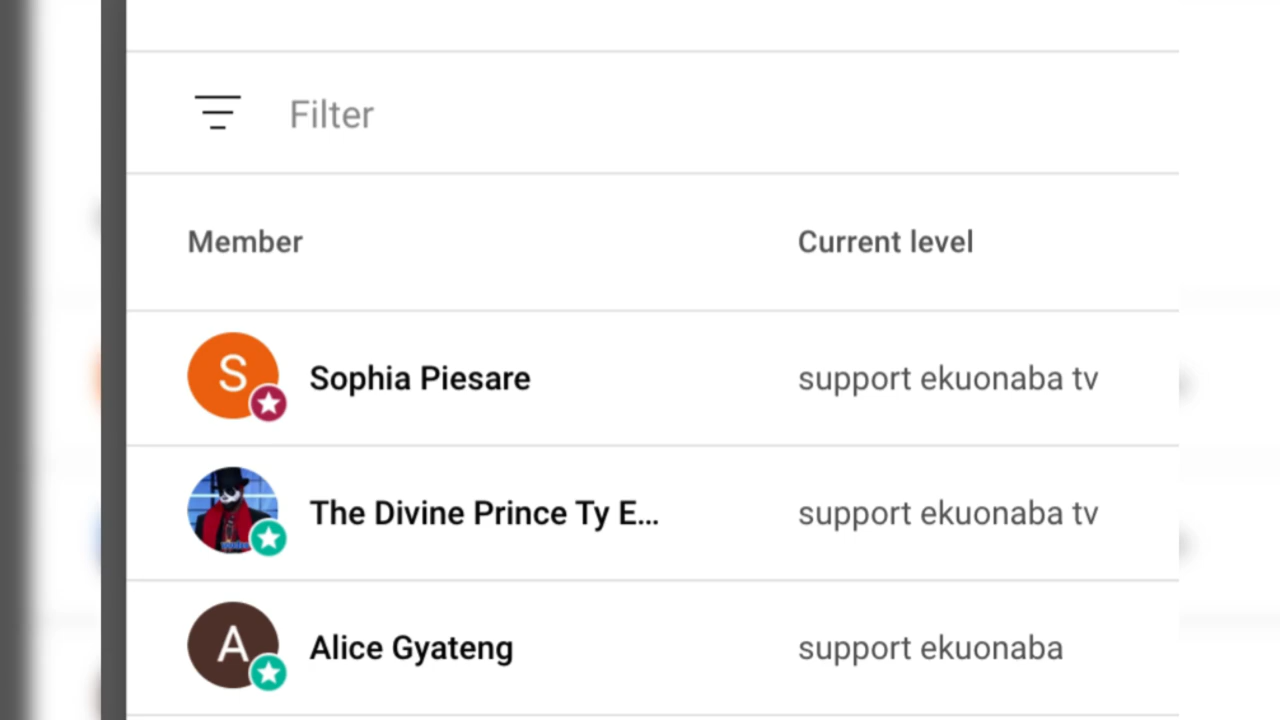 Filter
Member Current level
S Sophia Piesare support ekuonaba tv
The Divine Prince Ty E... support ekuonaba tv
A Alice Gyateng support ekuonaba